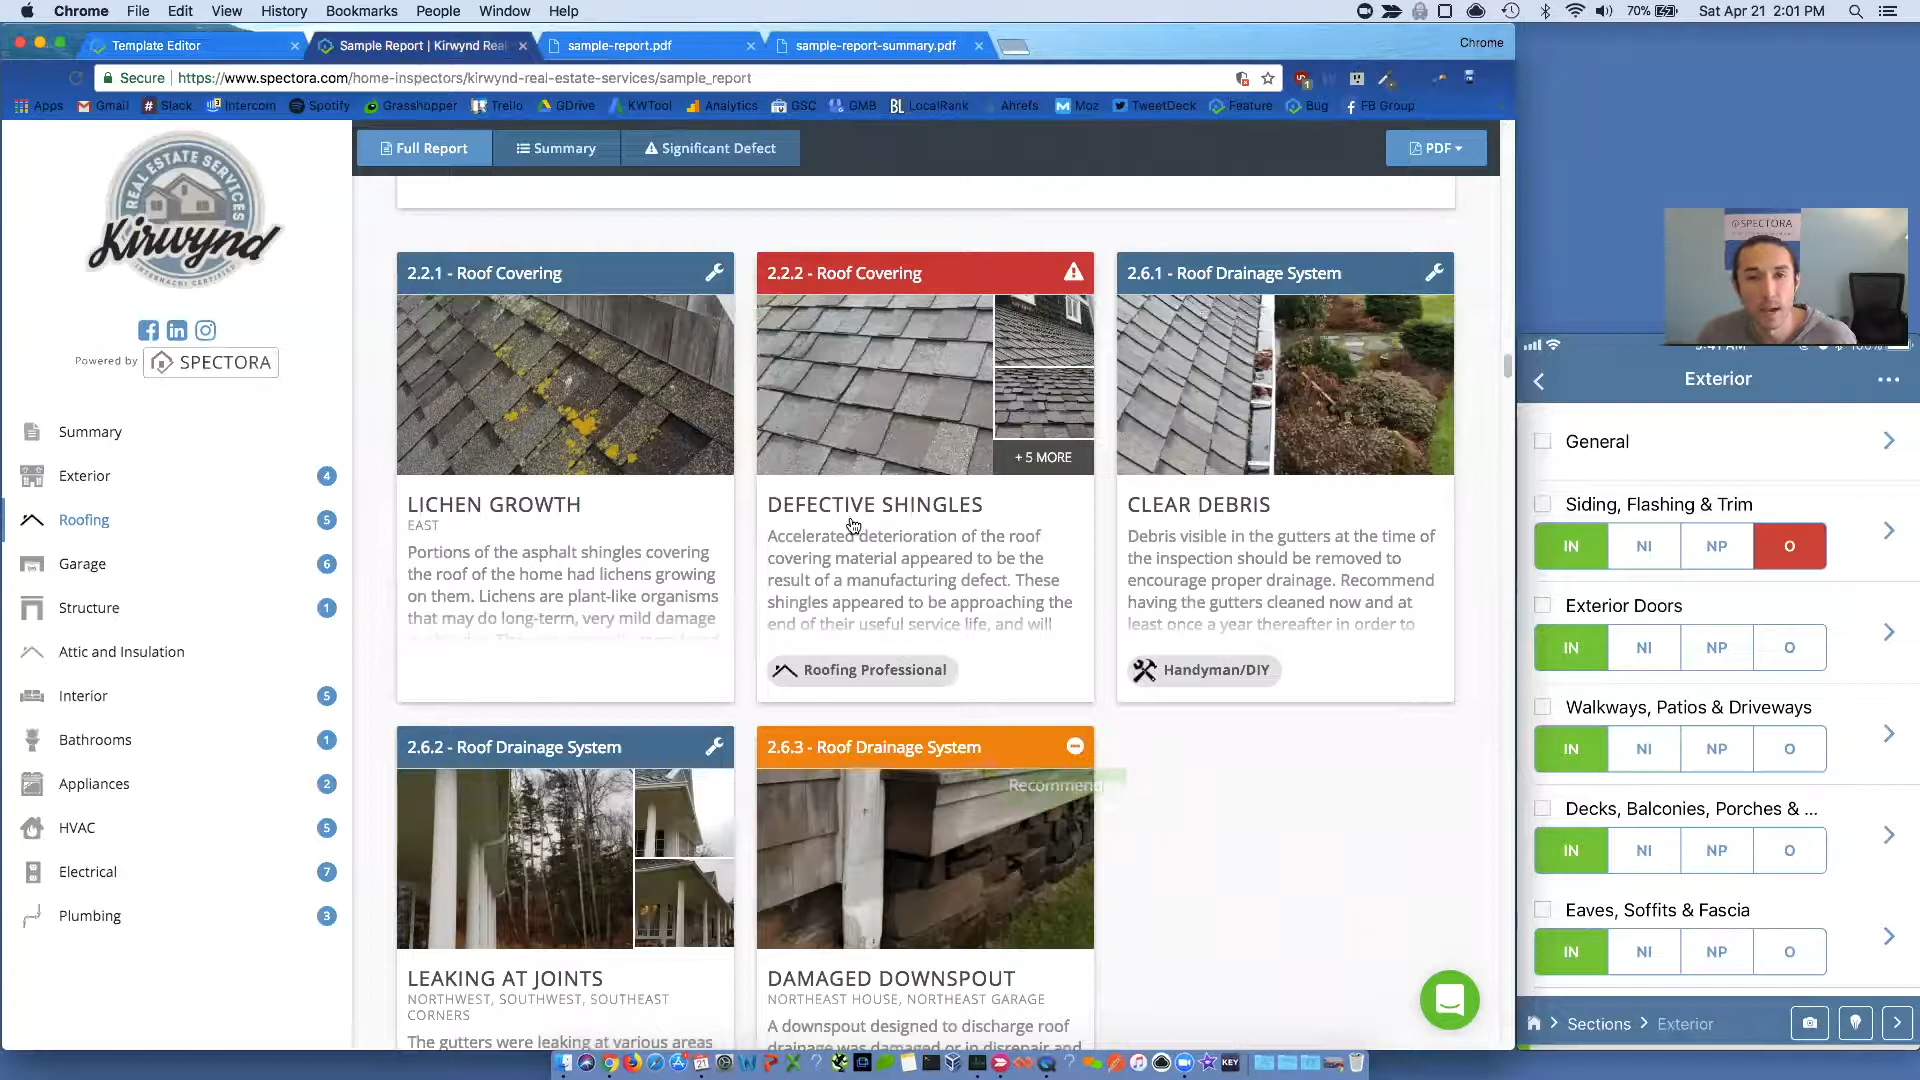 Chrome File Edit View History Bookmarks People Window Help
70% Sat Apr 21 2:01 PM
Template Editor
Sample Report | Kirwynd Rea
sample-report.pdf
sample-report-summary.pdf
Chrome
Secure https://www.spectora.com/home-inspectors/kirwynd-real-estate-services/sample_report
Apps Gmail Slack Intercom Spotify Grasshopper Trello GDrive KWTool Analytics GSC GMB LocalRank Ahrefs Moz TweetDeck Feature Bug FB Group
REAL ESTATE SERVICES
Kirwynd
INTERNACHI CERTIFIED
Powered by SPECTORA
Summary
Exterior 4
Roofing 5
Garage 6
Structure 1
Attic and Insulation
Interior 5
Bathrooms 1
Appliances 2
HVAC 5
Electrical 7
Plumbing 3
Full Report Summary Significant Defect PDF
2.2.1 - Roof Covering
LICHEN GROWTH
EAST
Portions of the asphalt shingles covering
the roof of the home had lichens growing
on them. Lichens are plant-like organisms
that may do long-term, very mild damage
2.2.2 - Roof Covering
+ 5 MORE
DEFECTIVE SHINGLES
Accelerated deterioration of the roof
covering material appeared to be the
result of a manufacturing defect. These
shingles appeared to be approaching the
end of their useful service life, and will
Roofing Professional
2.6.1 - Roof Drainage System
CLEAR DEBRIS
Debris visible in the gutters at the time of
the inspection should be removed to
encourage proper drainage. Recommend
having the gutters cleaned now and at
least once a year thereafter in order to
Handyman/DIY
2.6.2 - Roof Drainage System
LEAKING AT JOINTS
NORTHWEST, SOUTHWEST, SOUTHEAST
CORNERS
The gutters were leaking at various areas
2.6.3 - Roof Drainage System
Recommend
DAMAGED DOWNSPOUT
NORTHEAST HOUSE, NORTHEAST GARAGE
A downspout designed to discharge roof
drainage was damaged or in disrepair and
SPECTORA
Exterior
General
Siding, Flashing & Trim
IN NI NP O
Exterior Doors
IN NI NP O
Walkways, Patios & Driveways
IN NI NP O
Decks, Balconies, Porches & ...
IN NI NP O
Eaves, Soffits & Fascia
IN NI NP O
Sections Exterior
KEY